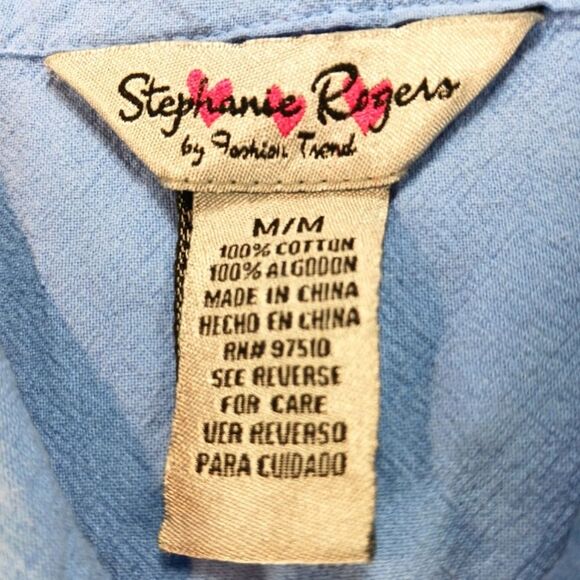 Stephanie Rogers
by Fashion Trend
M/M
100% COTTON
100% ALGODON
MADE IN CHINA
HECHO EN CHINA
RN# 97510
SEE REVERSE
FOR CARE
VER REVERSO
PARA CUIDADO